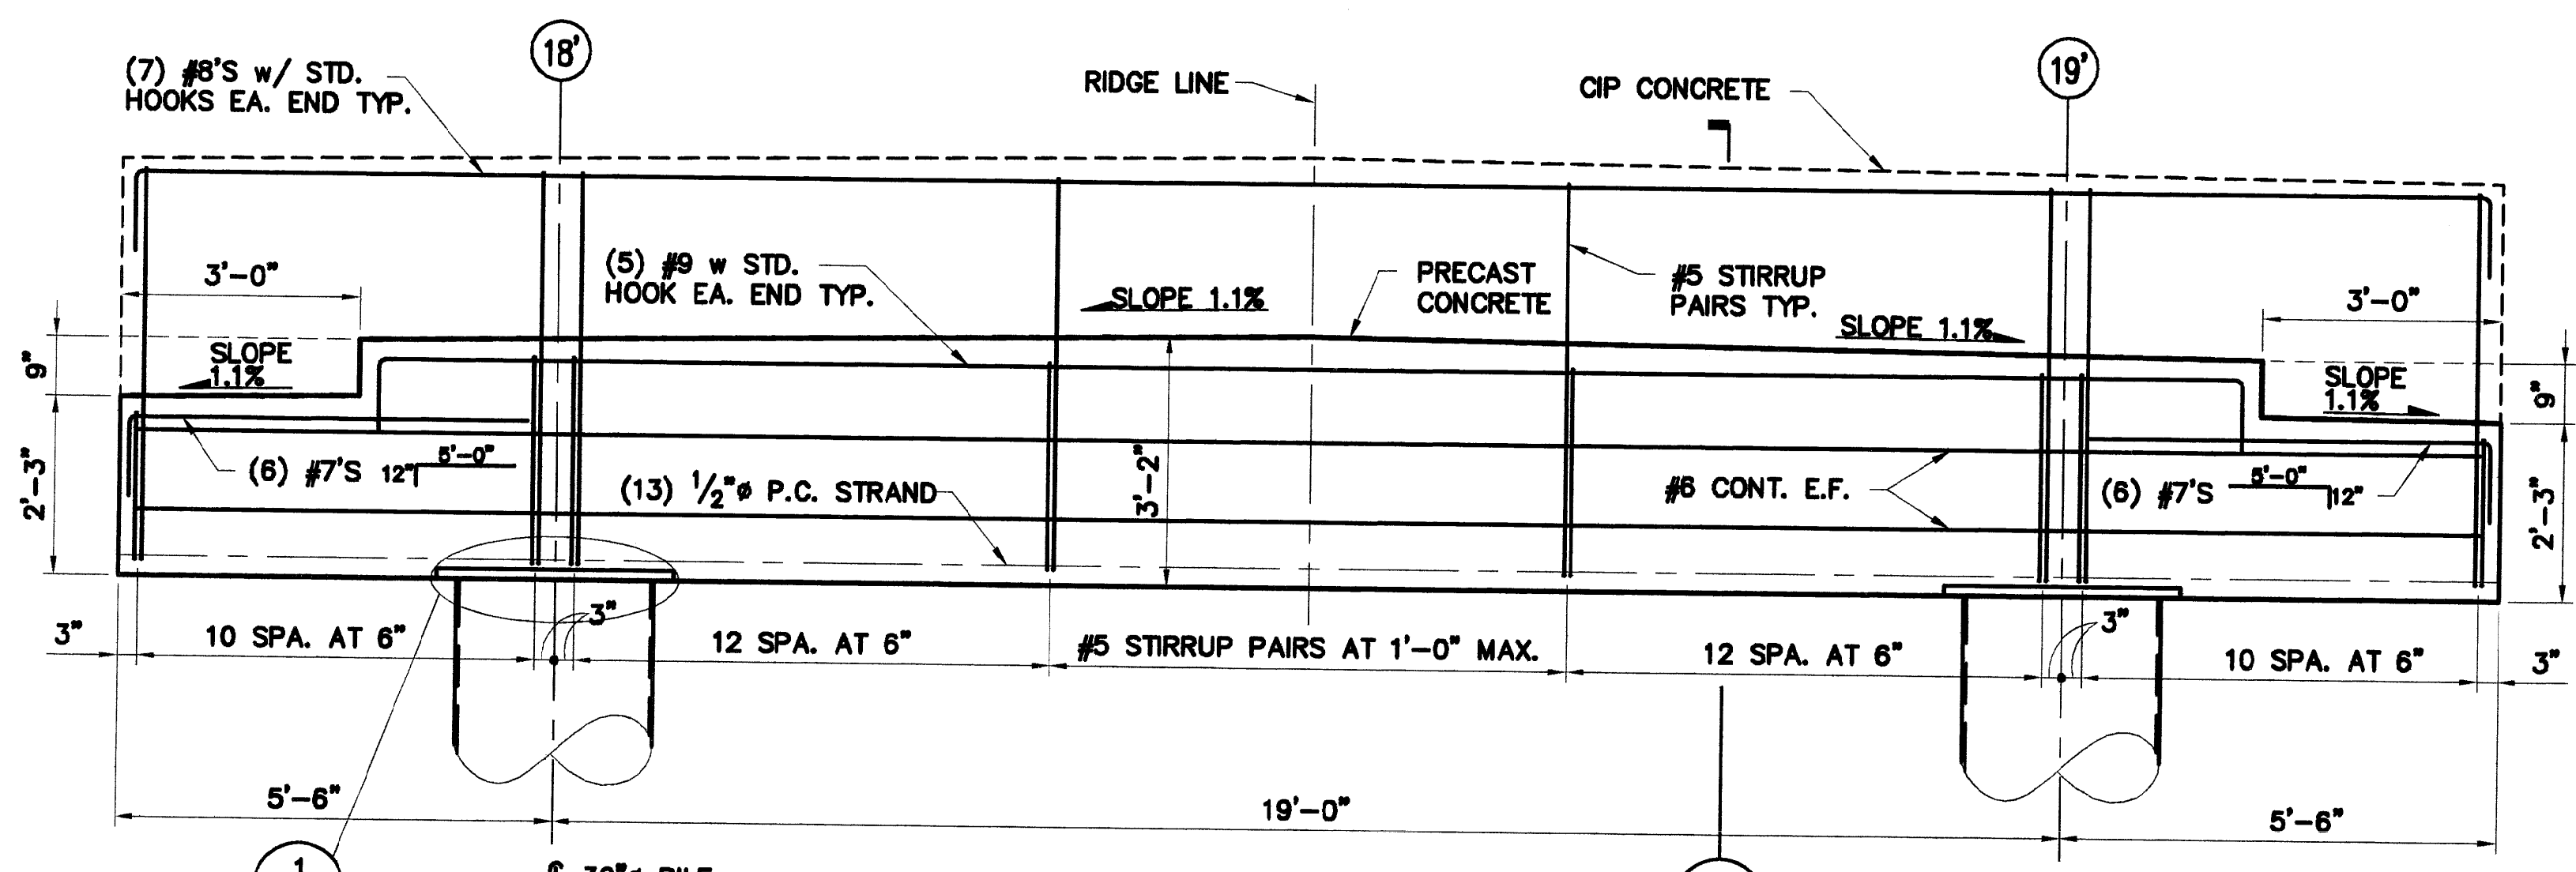 18'
19'
(7) #8'S w/ STD.
HOOKS EA. END TYP.
RIDGE LINE
CIP CONCRETE
3'-0"
(5) #9 w STD.
HOOK EA. END TYP.
SLOPE 1.1%
PRECAST
CONCRETE
#5 STIRRUP
PAIRS TYP.
3'-0"
SLOPE 1.1%
9"
SLOPE
1.1%
SLOPE
1.1%
9"
2'-3"
(6) #7'S 12" 5'-0"
(13) 1/2"ø P.C. STRAND
3'-2"
#6 CONT. E.F.
(6) #7'S 5'-0" 12"
2'-3"
3"
3"
3"
10 SPA. AT 6"
12 SPA. AT 6"
#5 STIRRUP PAIRS AT 1'-0" MAX.
12 SPA. AT 6"
10 SPA. AT 6"
3"
5'-6"
19'-0"
5'-6"
1